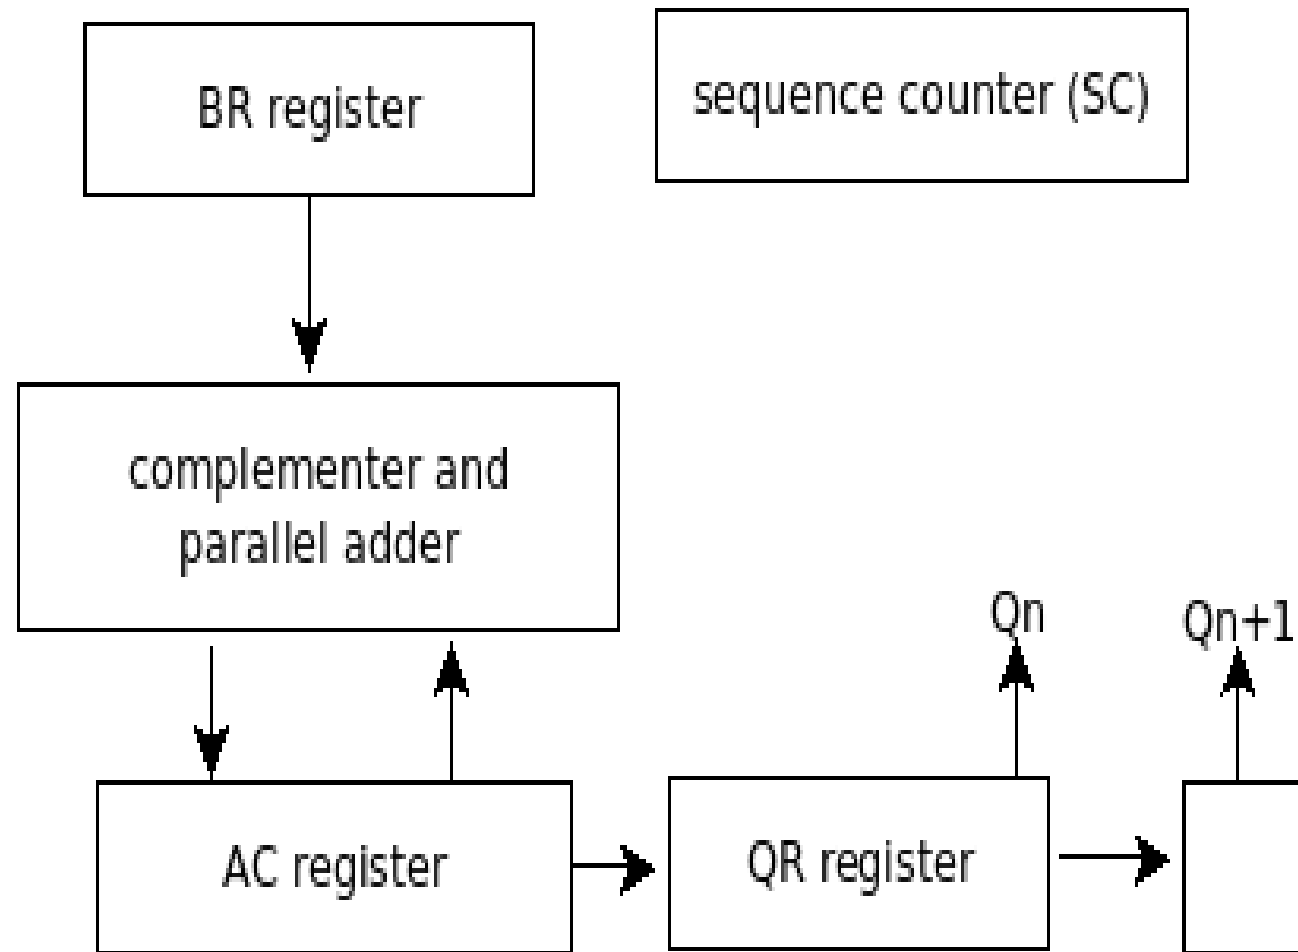 BR register
sequence counter (SC)
complementer and
parallel adder
Qn
Qn+1
AC register
QR register